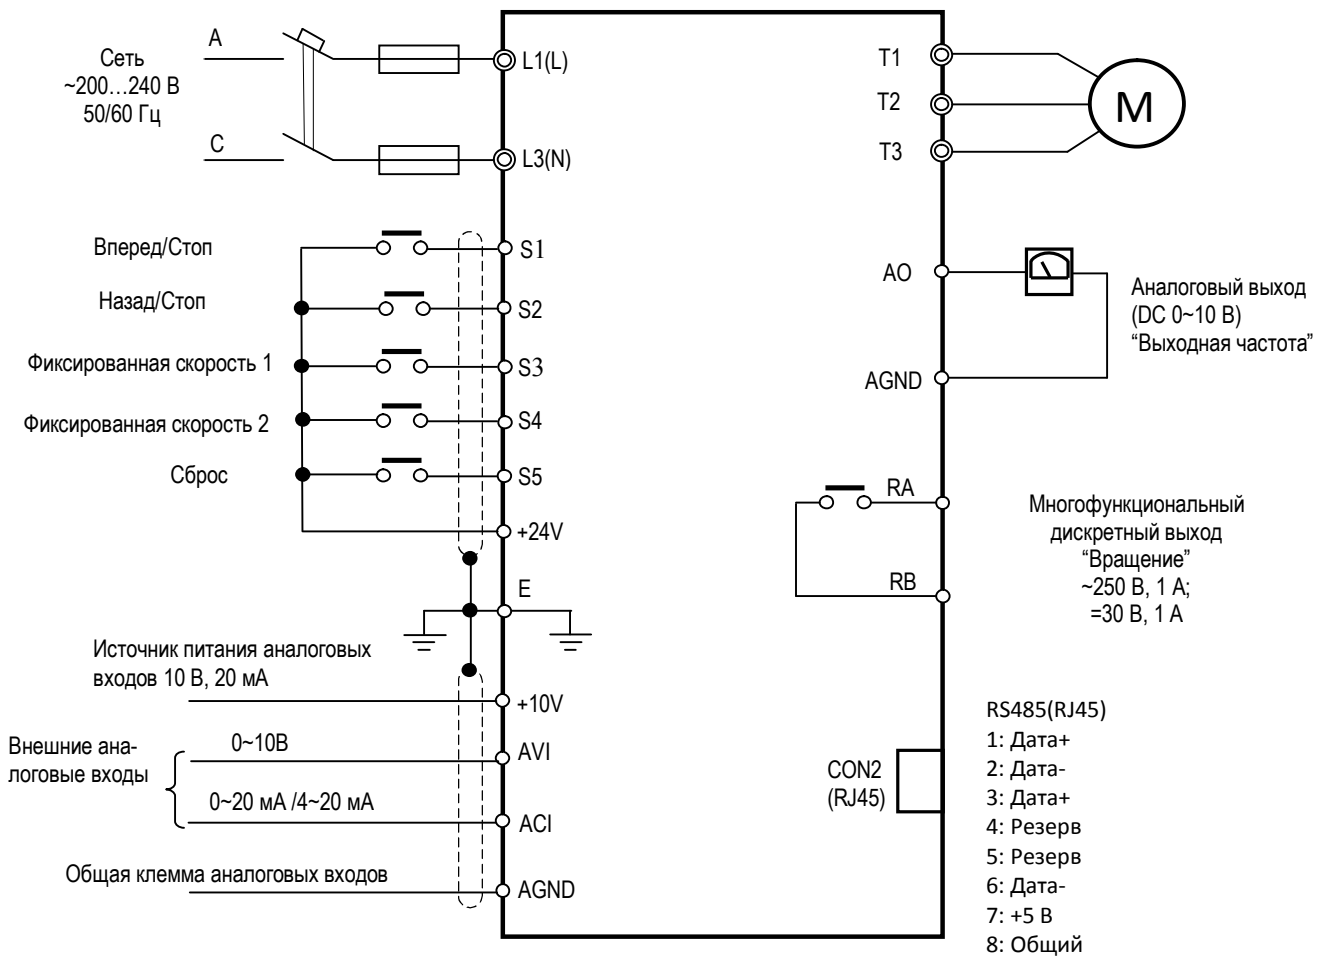 А
Сеть
~200…240 В
50/60 Гц
L1(L)
С
L3(N)
T1
T2
T3
M
Вперед/Стоп
S1
Назад/Стоп
S2
Фиксированная скорость 1
S3
Фиксированная скорость 2
S4
Сброс
S5
+24V
E
Источник питания аналоговых
входов 10 В, 20 мА
+10V
Внешние ана-
логовые входы
0~10В
AVI
0~20 мА /4~20 мА
ACI
Общая клемма аналоговых входов
AGND
AO
AGND
Аналоговый выход
(DC 0~10 В)
“Выходная частота”
RA
RB
Многофункциональный
дискретный выход
“Вращение”
~250 В, 1 А;
=30 В, 1 А
CON2
(RJ45)
RS485(RJ45)
1: Дата+
2: Дата-
3: Дата+
4: Резерв
5: Резерв
6: Дата-
7: +5 В
8: Общий